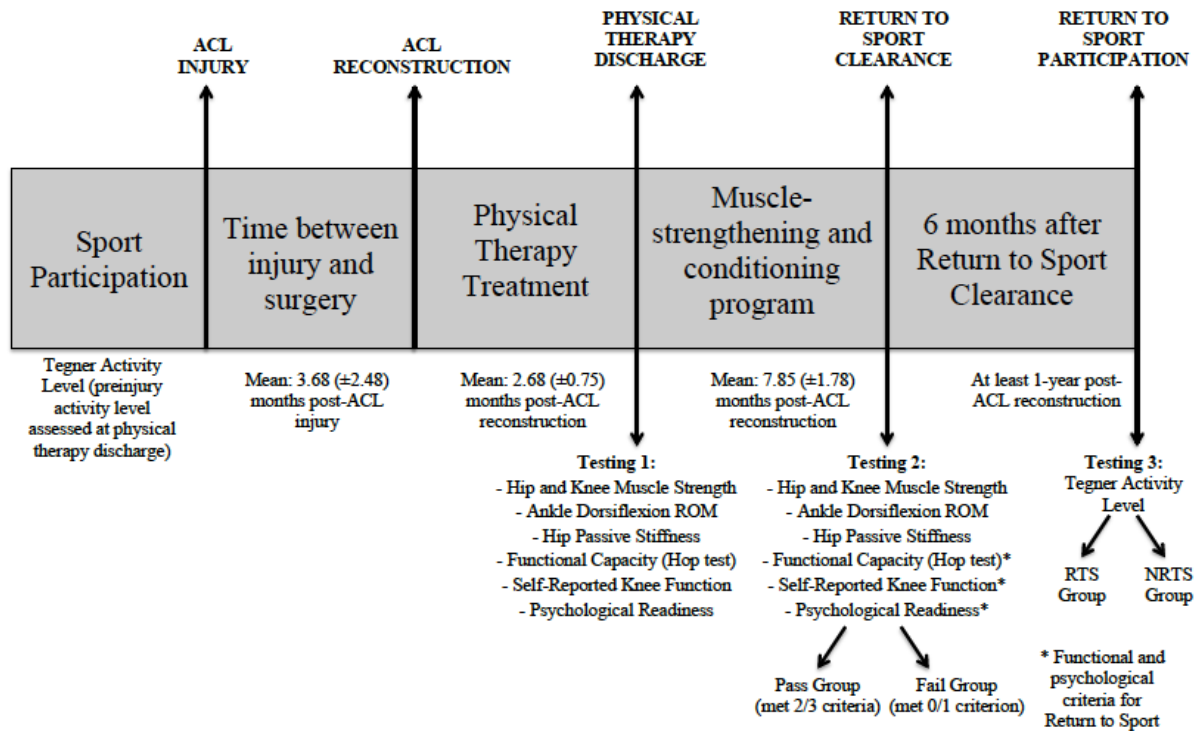 ACL
INJURY
ACL
RECONSTRUCTION
PHYSICAL
THERAPY
DISCHARGE
RETURN TO
SPORT
CLEARANCE
RETURN TO
SPORT
PARTICIPATION
Sport
Participation
Time between
injury and
surgery
Physical
Therapy
Treatment
Muscle-
strengthening and
conditioning
program
6 months after
Return to Sport
Clearance
Tegner Activity
Level (preinjury
activity level
assessed at physical
therapy discharge)
Mean: 3.68 (±2.48)
months post-ACL
injury
Mean: 2.68 (±0.75)
months post-ACL
reconstruction
Mean: 7.85 (±1.78)
months post-ACL
reconstruction
At least 1-year post-
ACL reconstruction
Testing 1:
- Hip and Knee Muscle Strength
- Ankle Dorsiflexion ROM
- Hip Passive Stiffness
- Functional Capacity (Hop test)
- Self-Reported Knee Function
- Psychological Readiness
Testing 2:
- Hip and Knee Muscle Strength
- Ankle Dorsiflexion ROM
- Hip Passive Stiffness
- Functional Capacity (Hop test)*
- Self-Reported Knee Function*
- Psychological Readiness*
Pass Group
(met 2/3 criteria)
Fail Group
(met 0/1 criterion)
Testing 3:
Tegner Activity
Level
RTS
Group
NRTS
Group
* Functional and
psychological
criteria for
Return to Sport